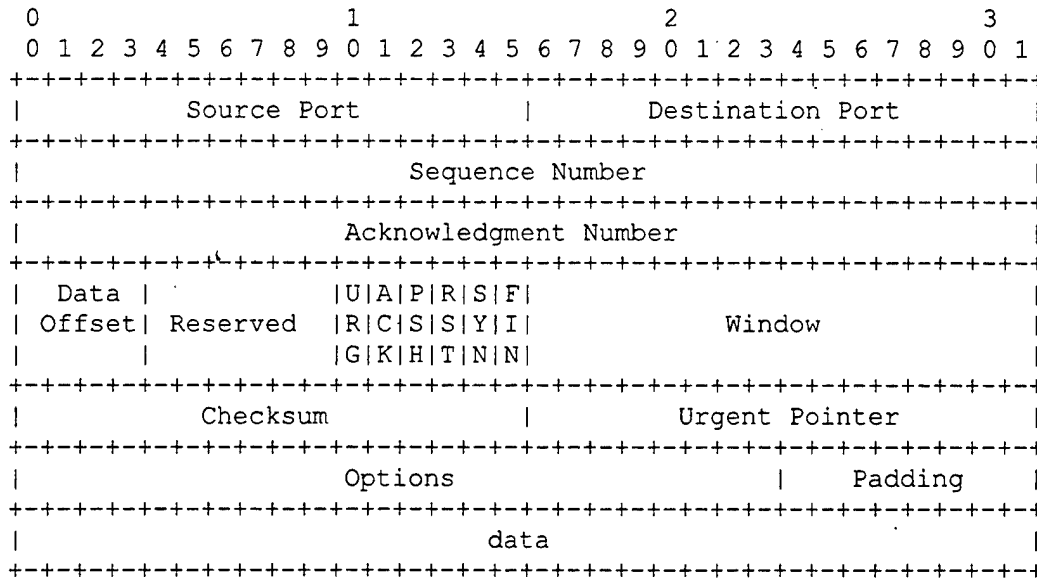 0                   1                   2                   3
0 1 2 3 4 5 6 7 8 9 0 1 2 3 4 5 6 7 8 9 0 1 2 3 4 5 6 7 8 9 0 1
+-+-+-+-+-+-+-+-+-+-+-+-+-+-+-+-+-+-+-+-+-+-+-+-+-+-+-+-+-+-+-+-+
| Source Port | Destination Port |
+-+-+-+-+-+-+-+-+-+-+-+-+-+-+-+-+-+-+-+-+-+-+-+-+-+-+-+-+-+-+-+-+
| Sequence Number |
+-+-+-+-+-+-+-+-+-+-+-+-+-+-+-+-+-+-+-+-+-+-+-+-+-+-+-+-+-+-+-+-+
| Acknowledgment Number |
+-+-+-+-+-+-+-+-+-+-+-+-+-+-+-+-+-+-+-+-+-+-+-+-+-+-+-+-+-+-+-+-+
| Data | |U|A|P|R|S|F| |
| Offset| Reserved |R|C|S|S|Y|I| Window |
| | |G|K|H|T|N|N| |
+-+-+-+-+-+-+-+-+-+-+-+-+-+-+-+-+-+-+-+-+-+-+-+-+-+-+-+-+-+-+-+-+
| Checksum | Urgent Pointer |
+-+-+-+-+-+-+-+-+-+-+-+-+-+-+-+-+-+-+-+-+-+-+-+-+-+-+-+-+-+-+-+-+
| Options | Padding |
+-+-+-+-+-+-+-+-+-+-+-+-+-+-+-+-+-+-+-+-+-+-+-+-+-+-+-+-+-+-+-+-+
| data |
+-+-+-+-+-+-+-+-+-+-+-+-+-+-+-+-+-+-+-+-+-+-+-+-+-+-+-+-+-+-+-+-+